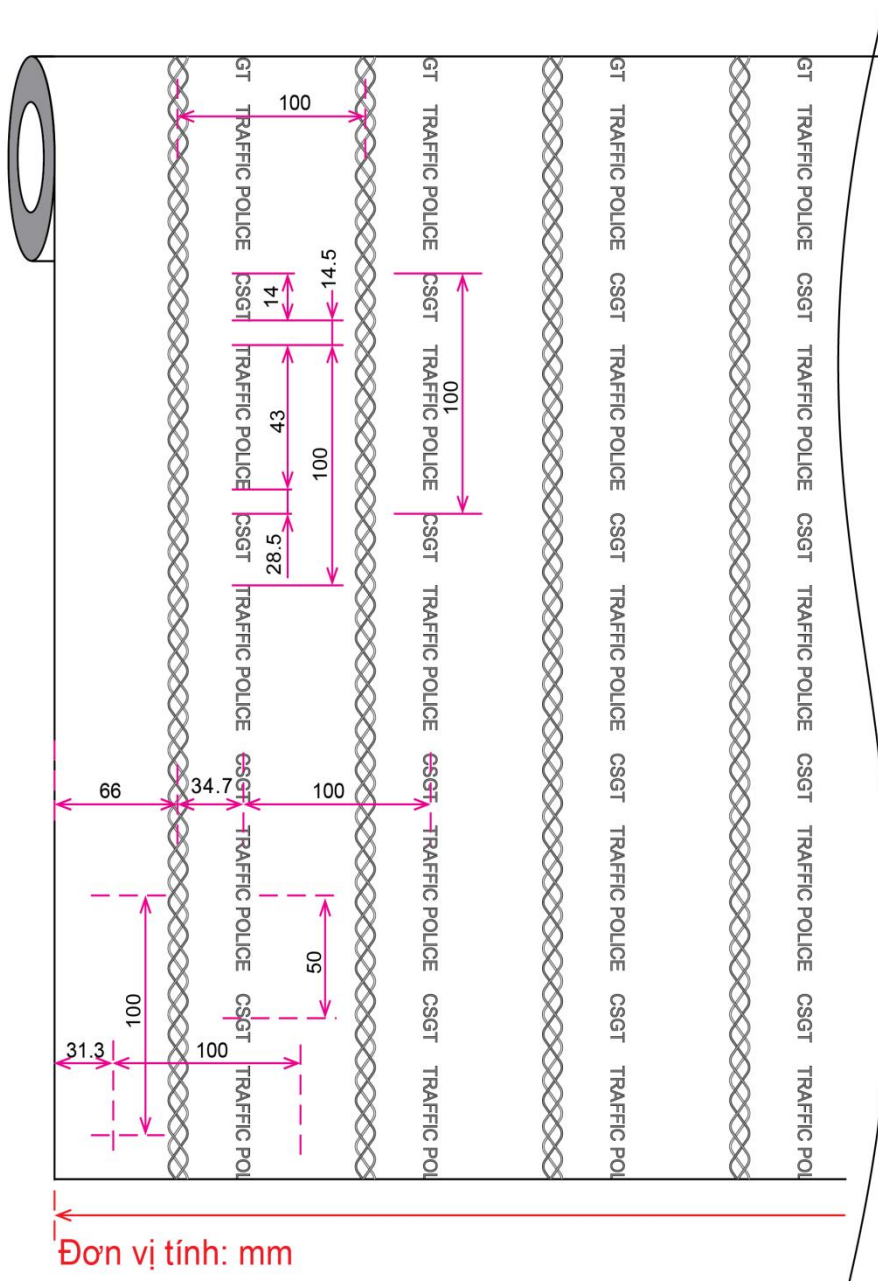 GT TRAFFIC POLICE CSGT TRAFFIC POLICE CSGT TRAFFIC POLICE CSGT TRAFFIC POLICE CSGT TRAFFIC POL
GT TRAFFIC POLICE CSGT TRAFFIC POLICE CSGT TRAFFIC POLICE CSGT TRAFFIC POLICE CSGT TRAFFIC POL
GT TRAFFIC POLICE CSGT TRAFFIC POLICE CSGT TRAFFIC POLICE CSGT TRAFFIC POLICE CSGT TRAFFIC POL
GT TRAFFIC POLICE CSGT TRAFFIC POLICE CSGT TRAFFIC POLICE CSGT TRAFFIC POLICE CSGT TRAFFIC POL
100
14
14.5
43
100
100
28.5
66
34.7
100
50
100
31.3
100
Đơn vị tính: mm